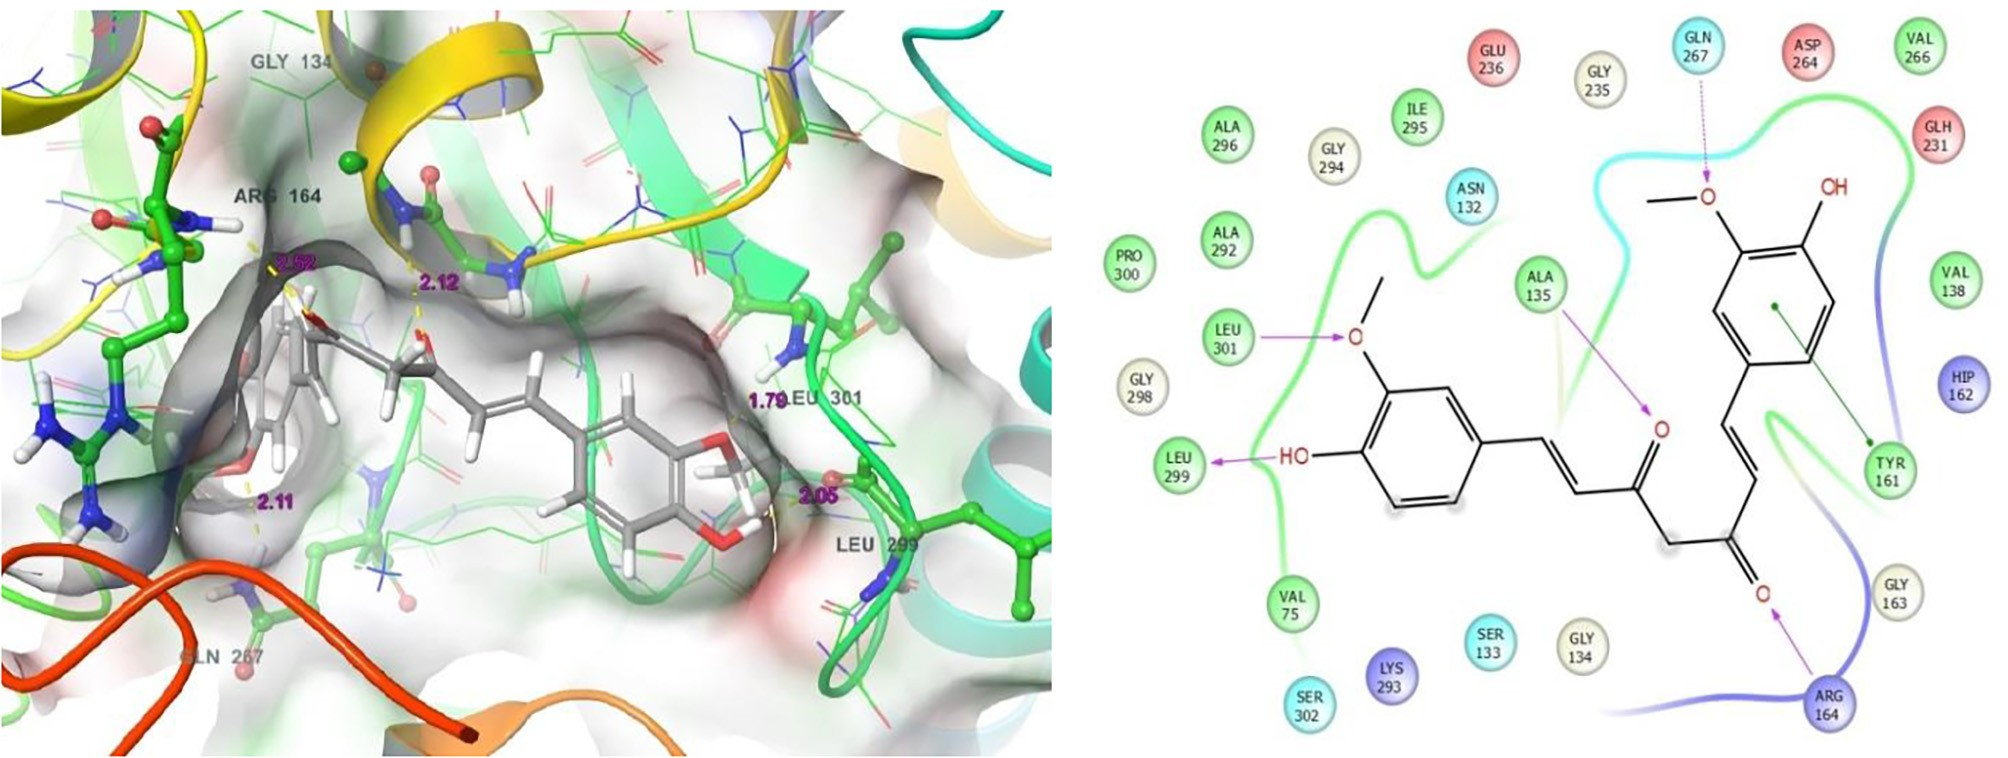 GLY 134
ARG 164
2.52
2.12
1.79
LEU 301
2.05
2.11
LEU 299
GLN 267
GLU
236
GLY
235
GLN
267
ASP
264
VAL
266
ALA
296
GLY
294
ILE
295
ASN
132
GLH
231
OH
O
PRO
300
ALA
292
ALA
135
VAL
138
LEU
301
O
GLY
298
HIP
162
LEU
299
HO
O
TYR
161
VAL
75
O
GLY
163
SER
302
LYS
293
SER
133
GLY
134
ARG
164